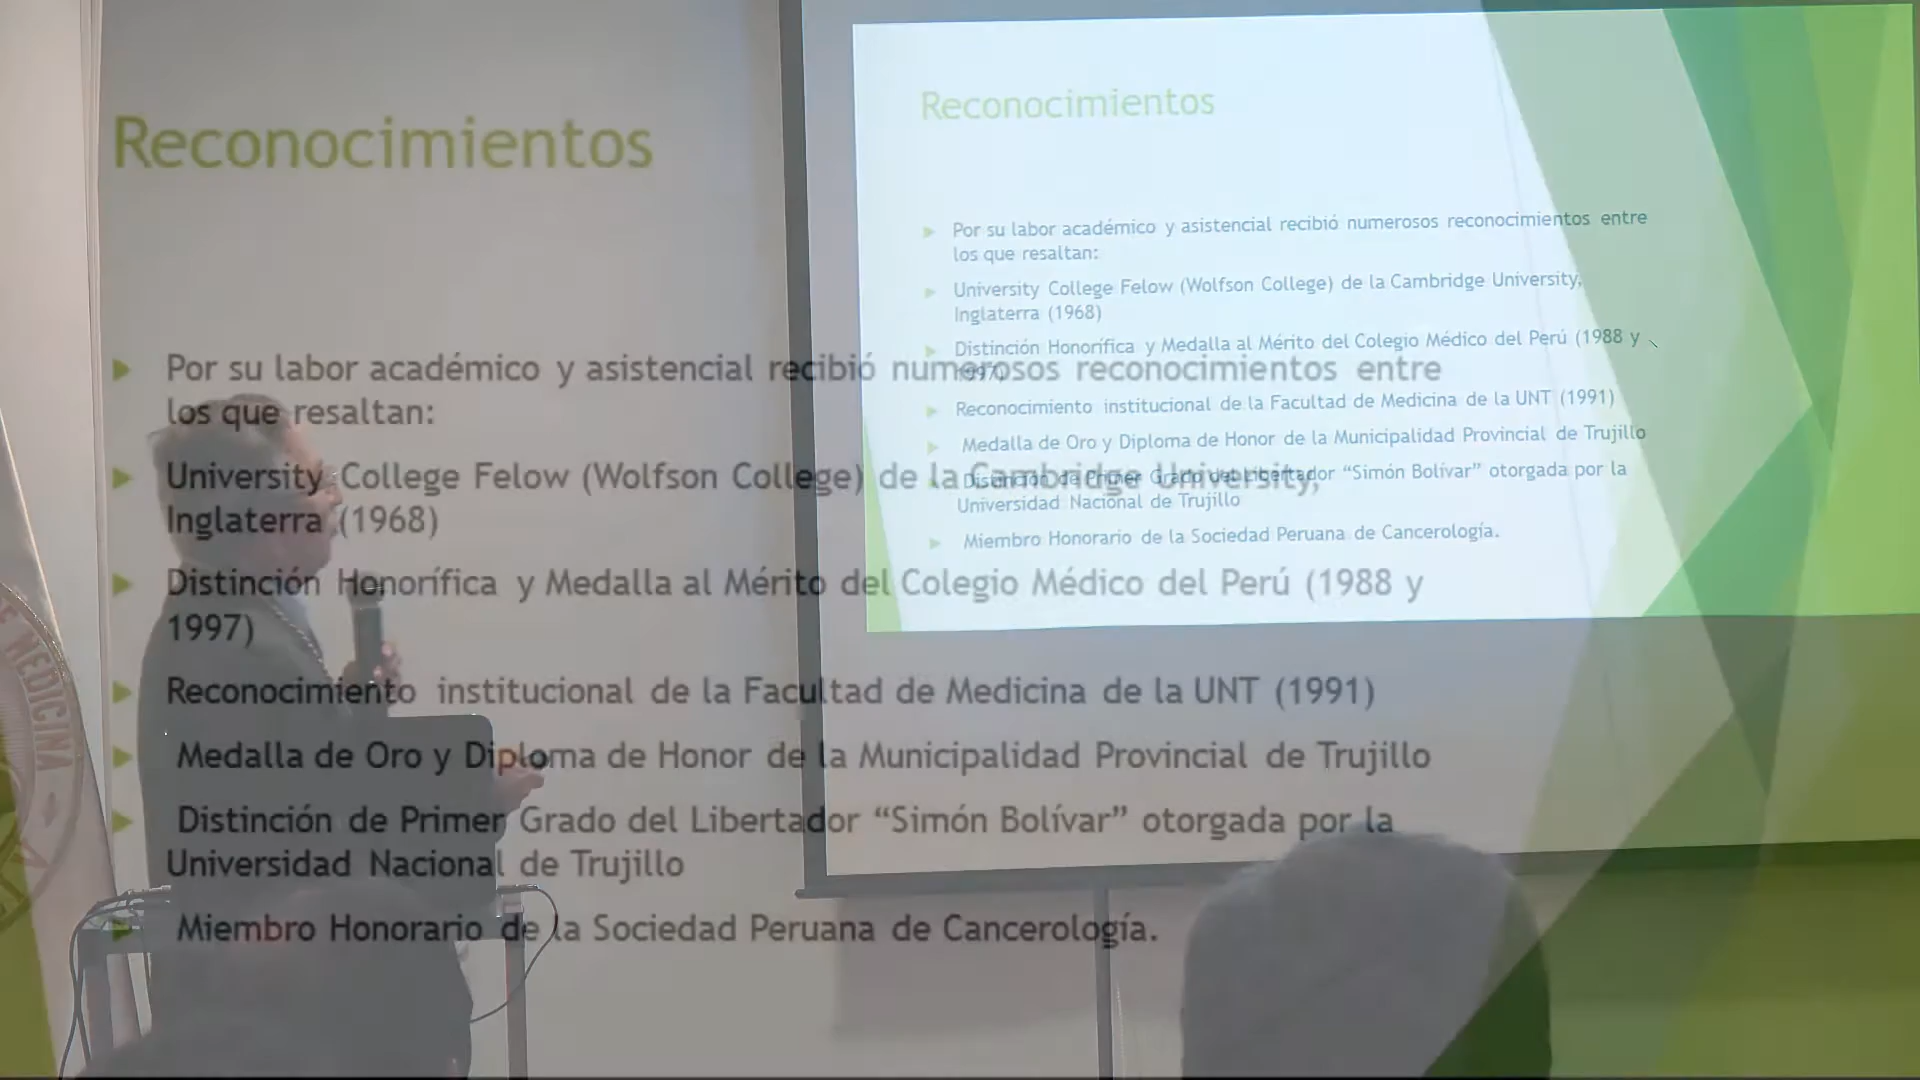 Reconocimientos
Por su labor académico y asistencial recibió numerosos reconocimientos entre
los que resaltan:
University College Felow (Wolfson College) de la Cambridge University,
Inglaterra (1968)
Distinción Honorífica y Medalla al Mérito del Colegio Médico del Perú (1988 y
1997)
Reconocimiento institucional de la Facultad de Medicina de la UNT (1991)
Medalla de Oro y Diploma de Honor de la Municipalidad Provincial de Trujillo
Distinción de Primer Grado del Libertador “Simón Bolívar” otorgada por la
Universidad Nacional de Trujillo
Miembro Honorario de la Sociedad Peruana de Cancerología.
Reconocimientos
Por su labor académico y asistencial recibió numerosos reconocimientos entre
los que resaltan:
University College Felow (Wolfson College) de la Cambridge University,
Inglaterra (1968)
Distinción Honorífica y Medalla al Mérito del Colegio Médico del Perú (1988 y
1997)
Reconocimiento institucional de la Facultad de Medicina de la UNT (1991)
Medalla de Oro y Diploma de Honor de la Municipalidad Provincial de Trujillo
Distinción de Primer Grado del Libertador “Simón Bolívar” otorgada por la
Universidad Nacional de Trujillo
Miembro Honorario de la Sociedad Peruana de Cancerología.
DE MEDICINA